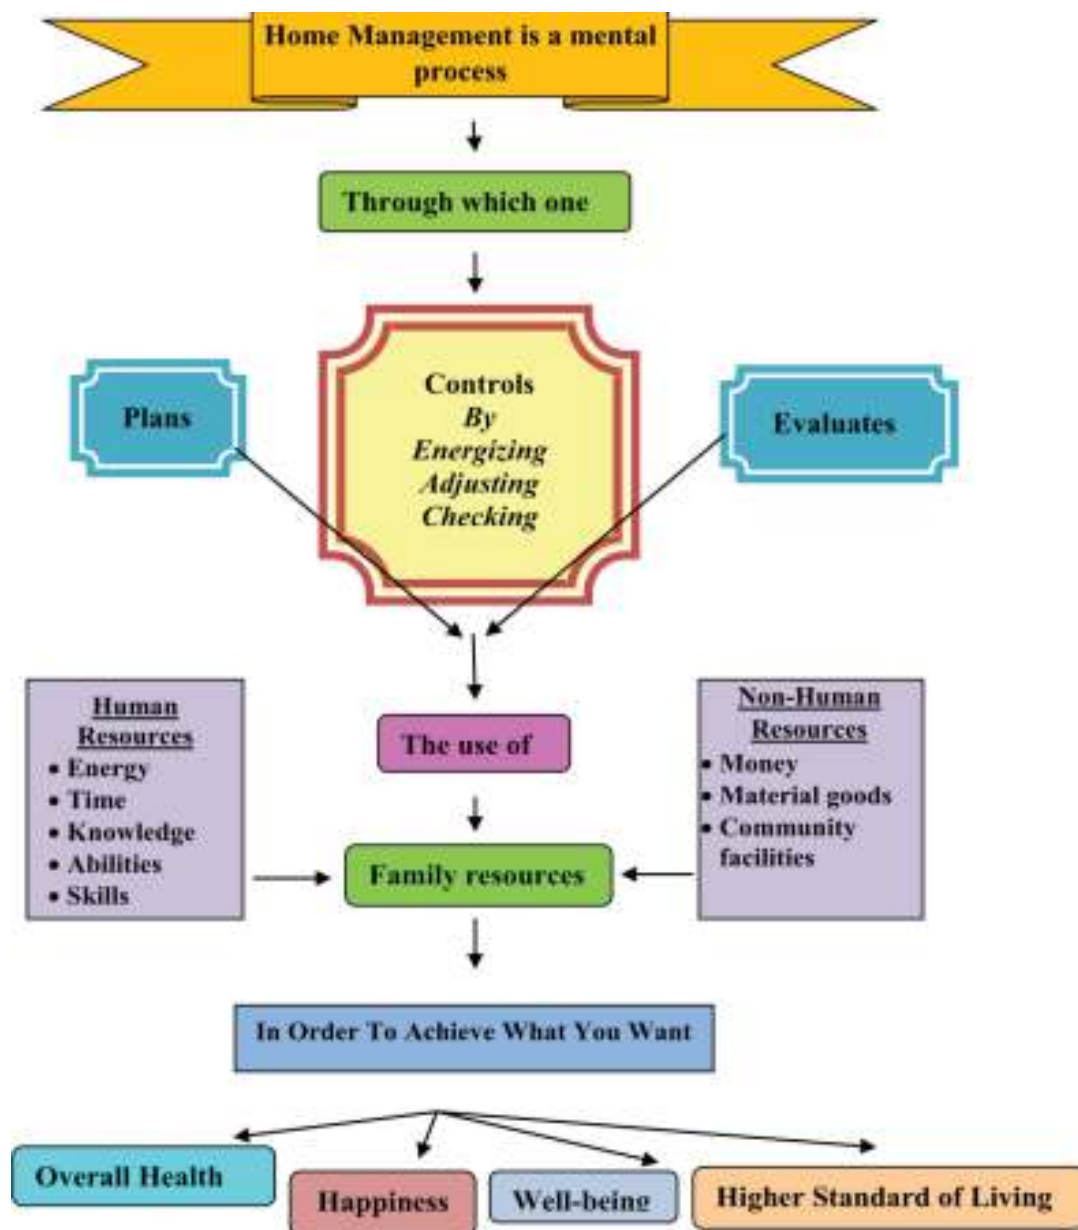 Home Management is a mental
process
Through which one
Plans
Controls
By
Energizing
Adjusting
Checking
Evaluates
Human
Resources
• Energy
• Time
• Knowledge
• Abilities
• Skills
The use of
Non-Human
Resources
• Money
• Material goods
• Community
facilities
Family resources
In Order To Achieve What You Want
Overall Health
Happiness
Well-being
Higher Standard of Living